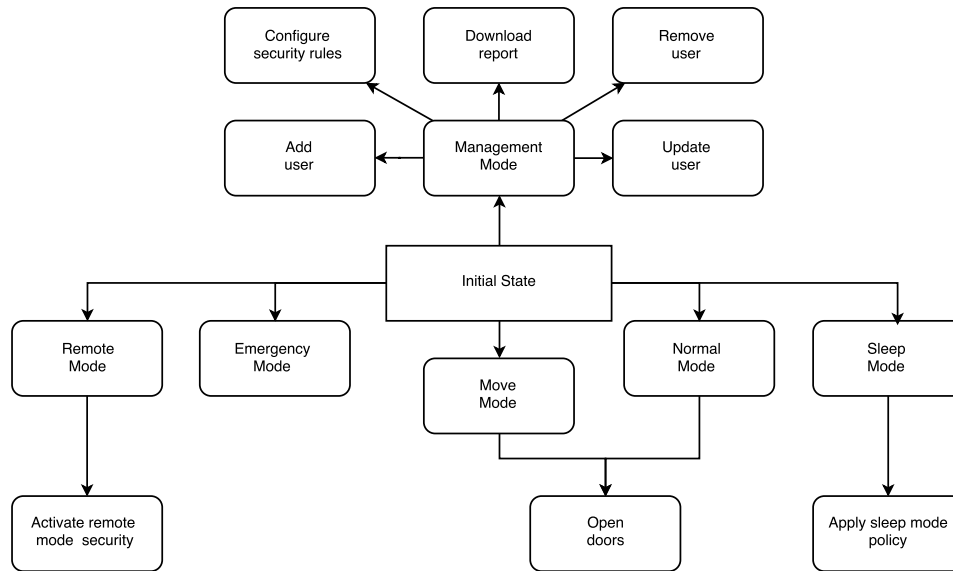 Configure
security rules
Download
report
Remove
user
Add
user
Management
Mode
Update
user
Initial State
Remote
Mode
Emergency
Mode
Move
Mode
Normal
Mode
Sleep
Mode
Activate remote
mode security
Open
doors
Apply sleep mode
policy